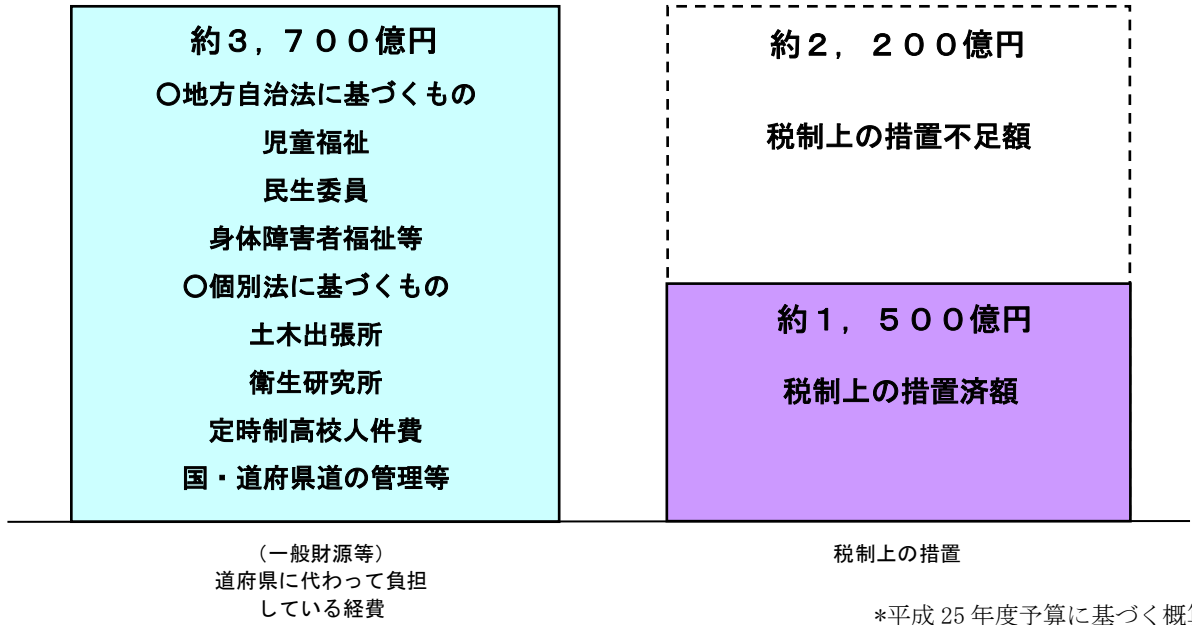 約３，７００億円
○地方自治法に基づくもの
児童福祉
民生委員
身体障害者福祉等
○個別法に基づくもの
土木出張所
衛生研究所
定時制高校人件費
国・道府県道の管理等
（一般財源等）
道府県に代わって負担
している経費
約２，２００億円
税制上の措置不足額
約１，５００億円
税制上の措置済額
税制上の措置
*平成 25 年度予算に基づく概算